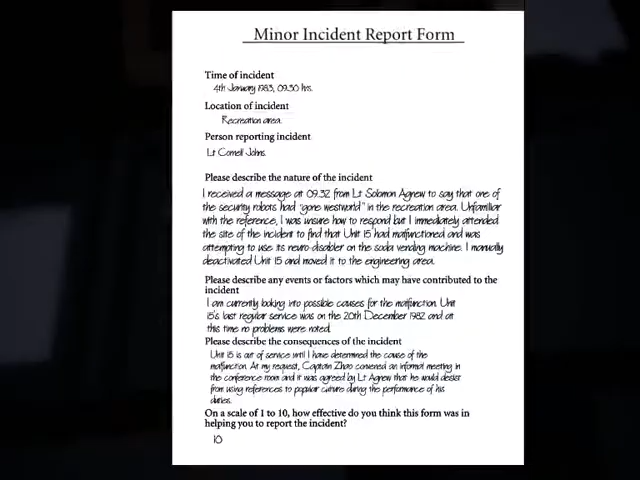 Minor Incident Report Form
Time of incident
4th January 1983, 09.30 hrs.
Location of incident
Recreation area.
Person reporting incident
Lt Cornell Johns.
Please describe the nature of the incident
I received a message at 09.32 from Lt Solomon Agnew to say that one of
the security robots had "gone westworld" in the recreation area. Unfamiliar
with the reference, I was unsure how to respond but I immediately attended
the site of the incident to find that Unit 15 had malfunctioned and was
attempting to use its neuro-disabler on the soda vending machine. I manually
deactivated Unit 15 and moved it to the engineering area.
Please describe any events or factors which may have contributed to the
incident
I am currently looking into possible causes for the malfunction. Unit
15's last regular service was on the 20th December 1982 and at
this time no problems were noted.
Please describe the consequences of the incident
Unit 15 is out of service until I have determined the cause of the
malfunction. At my request, Captain Zhao convened an informal meeting in
the conference room and it was agreed by Lt Agnew that he would desist
from using references to popular culture during the performance of his
duties.
On a scale of 1 to 10, how effective do you think this form was in
helping you to report the incident?
10